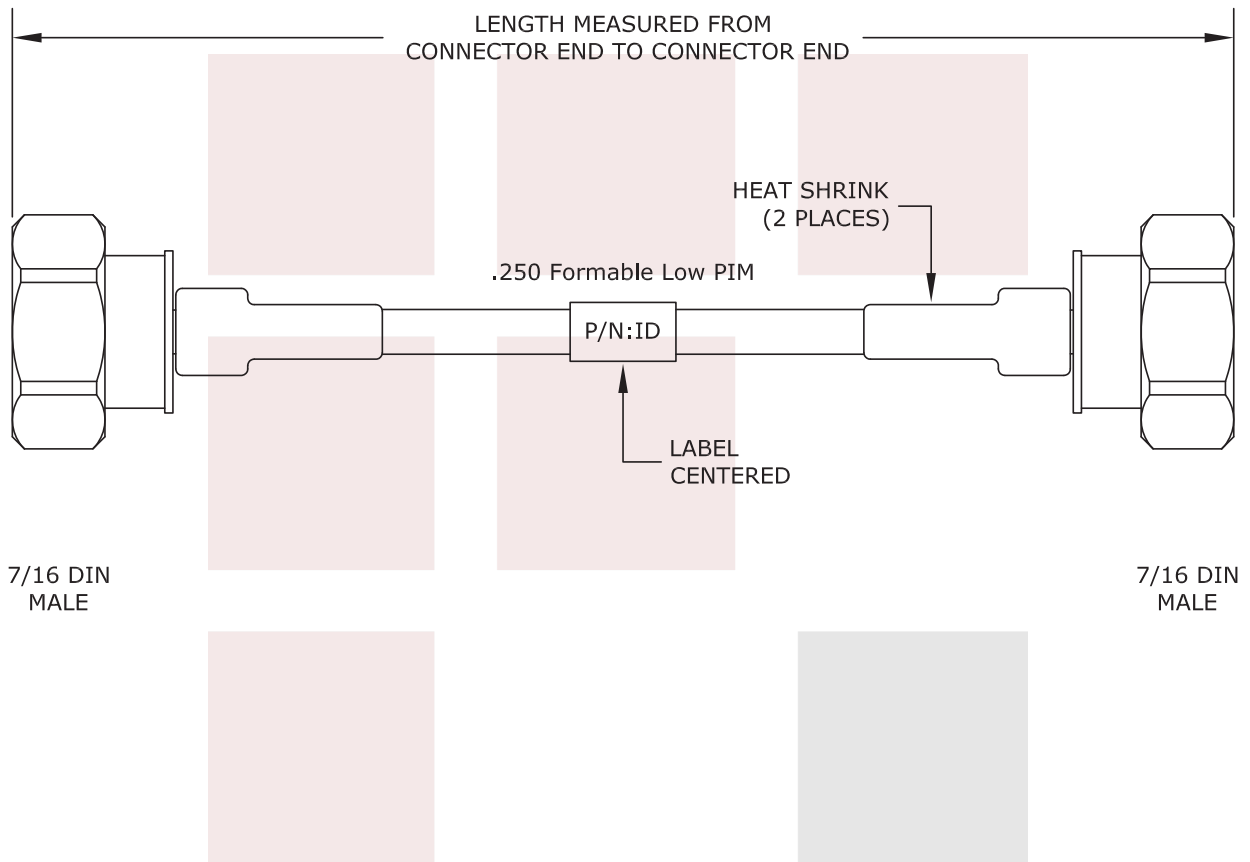 LENGTH MEASURED FROM
CONNECTOR END TO CONNECTOR END
HEAT SHRINK
(2 PLACES)
.250 Formable Low PIM
P/N:ID
LABEL
CENTERED
7/16 DIN
MALE
7/16 DIN
MALE